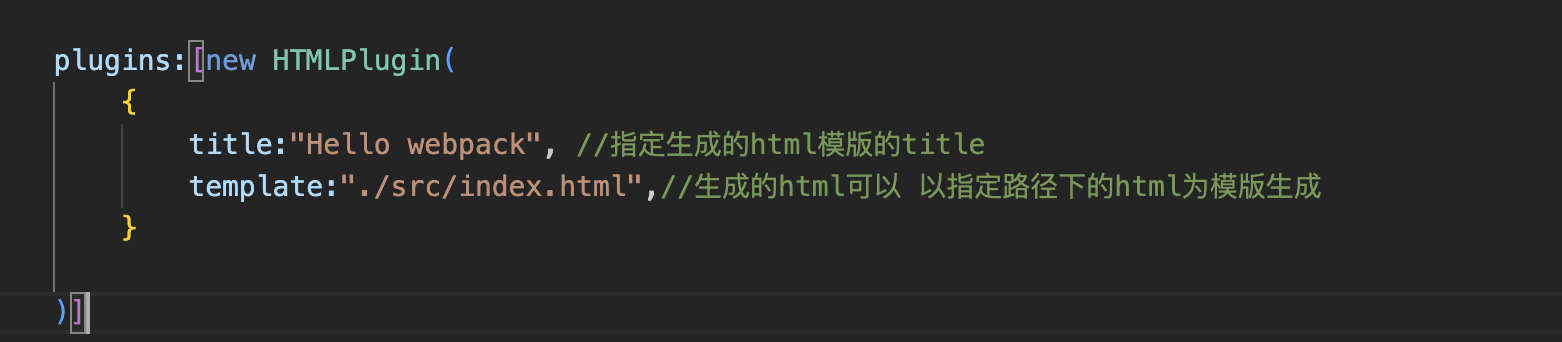 plugins:[new HTMLPlugin(
{
title:"Hello webpack", //指定生成的html模版的title
template:"./src/index.html",//生成的html可以 以指定路径下的html为模版生成
}
)]